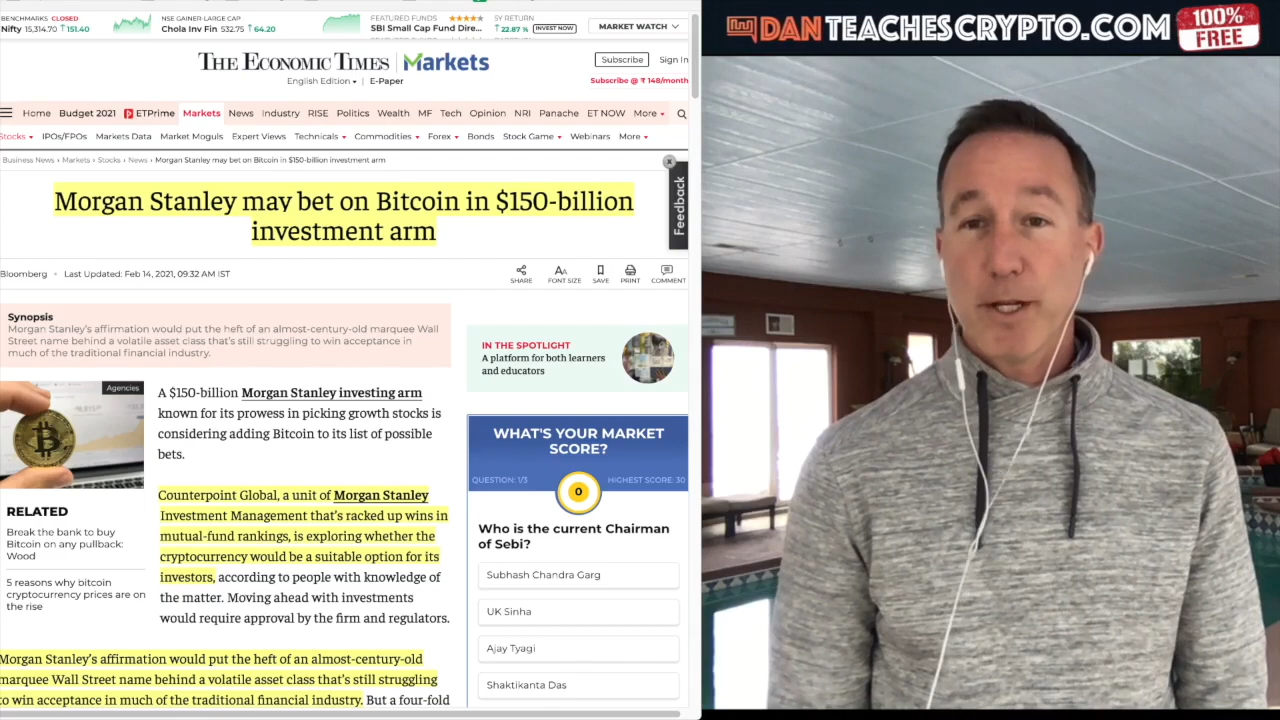 BENCHMARKS CLOSED
Nifty 15,314.70 ↑ 151.40
NSE GAINER-LARGE CAP
Chola Inv Fin 532.75 ↑ 64.20
FEATURED FUNDS ★★★★★
SBI Small Cap Fund Dire...
5Y RETURN
↑ 22.87 % INVEST NOW
MARKET WATCH
DANTEACHESCRYPTO.COM
100%
FREE
THE ECONOMIC TIMES | Markets
English Edition ▾ | E-Paper
Subscribe Sign In
Subscribe @ ₹ 148/month
Home Budget 2021 ETPrime Markets News Industry RISE Politics Wealth MF Tech Opinion NRI Panache ET NOW More ▾
Stocks ▾ IPOs/FPOs Markets Data Market Moguls Expert Views Technicals ▾ Commodities ▾ Forex ▾ Bonds Stock Game ▾ Webinars More ▾
Business News › Markets › Stocks › News › Morgan Stanley may bet on Bitcoin in $150-billion investment arm
Feedback
Morgan Stanley may bet on Bitcoin in $150-billion
investment arm
Bloomberg • Last Updated: Feb 14, 2021, 09:32 AM IST
SHARE FONT SIZE SAVE PRINT COMMENT
Synopsis
Morgan Stanley's affirmation would put the heft of an almost-century-old marquee Wall
Street name behind a volatile asset class that's still struggling to win acceptance in
much of the traditional financial industry.
Agencies
A $150-billion Morgan Stanley investing arm
known for its prowess in picking growth stocks is
considering adding Bitcoin to its list of possible
bets.
Counterpoint Global, a unit of Morgan Stanley
Investment Management that's racked up wins in
mutual-fund rankings, is exploring whether the
cryptocurrency would be a suitable option for its
investors, according to people with knowledge of
the matter. Moving ahead with investments
would require approval by the firm and regulators.
RELATED
Break the bank to buy
Bitcoin on any pullback:
Wood
5 reasons why bitcoin
cryptocurrency prices are on
the rise
Morgan Stanley's affirmation would put the heft of an almost-century-old
marquee Wall Street name behind a volatile asset class that's still struggling
to win acceptance in much of the traditional financial industry. But a four-fold
IN THE SPOTLIGHT
A platform for both learners
and educators
WHAT'S YOUR MARKET
SCORE?
QUESTION: 1/3 HIGHEST SCORE: 30
0
Who is the current Chairman
of Sebi?
Subhash Chandra Garg
UK Sinha
Ajay Tyagi
Shaktikanta Das